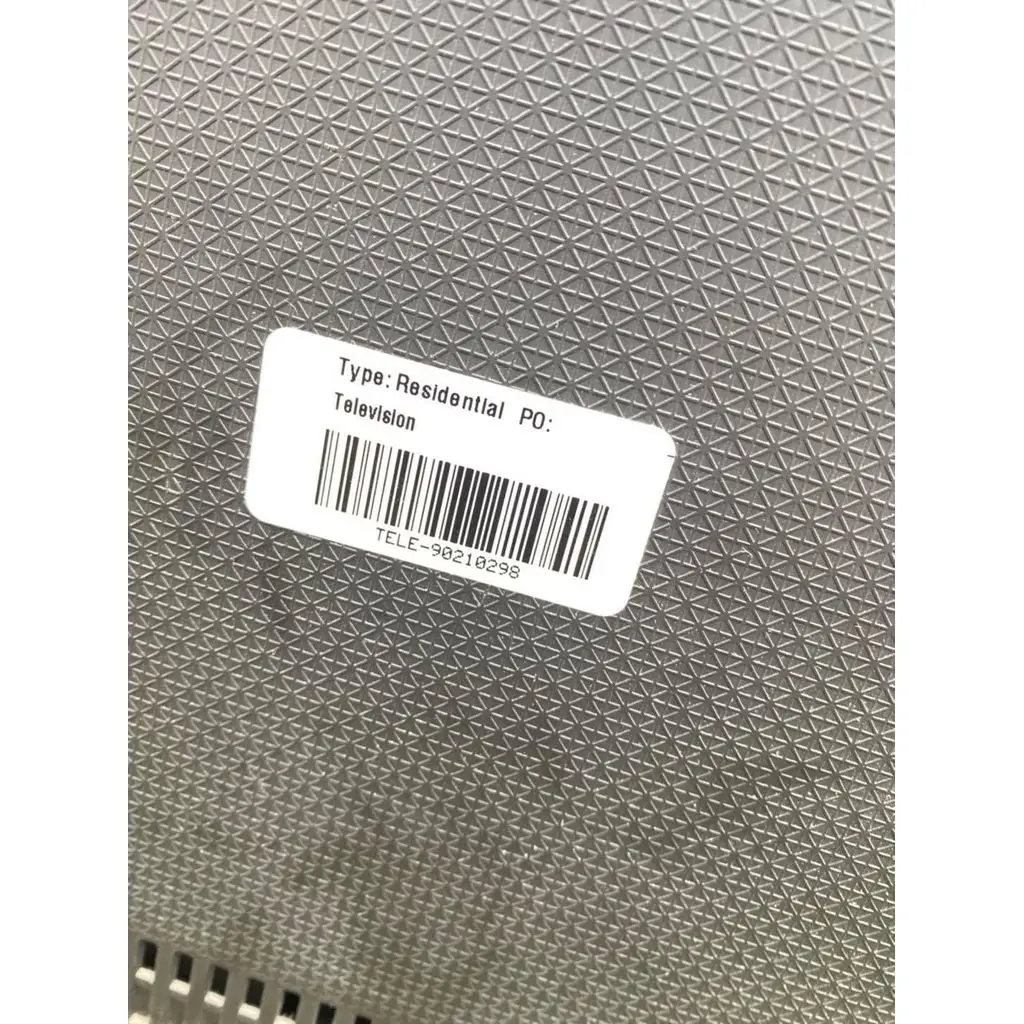 Type: Residential PO:
Television
TELE-90210298